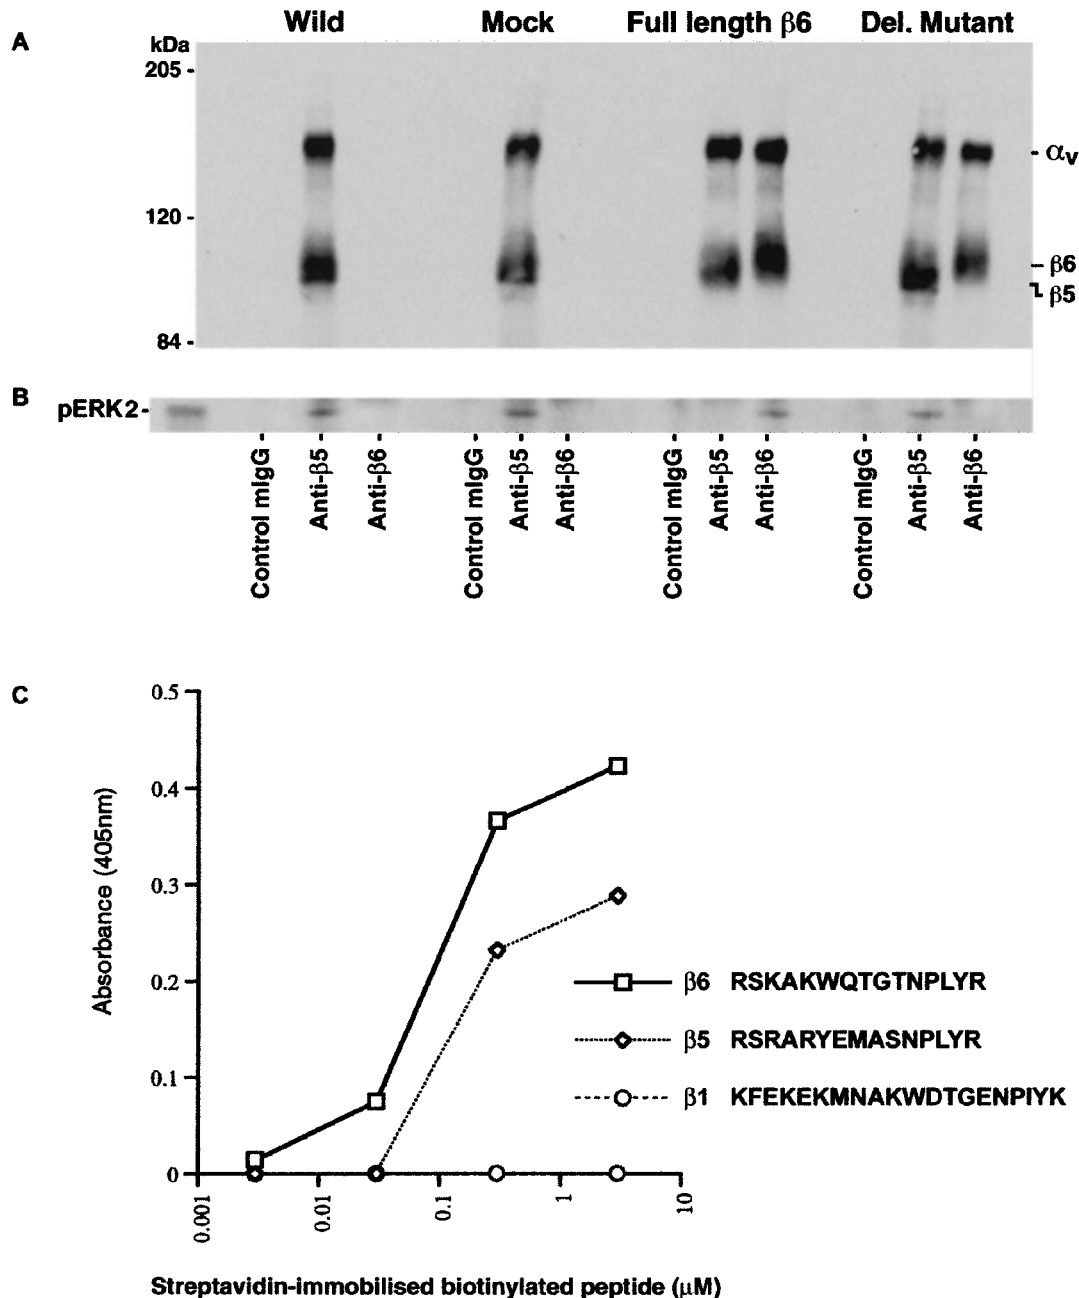 A
Wild Mock Full length β6 Del. Mutant
kDa
205 -
120 -
84 -
- αv
- β6
β5
B
pERK2-
Control mIgG -
Anti-β5 -
Anti-β6 -
Control mIgG -
Anti-β5 -
Anti-β6 -
Control mIgG -
Anti-β5 -
Anti-β6 -
Control mIgG -
Anti-β5 -
Anti-β6 -
C
Absorbance (405nm)
0.5
0.4
0.3
0.2
0.1
0
0.001
0.01
0.1
1
10
β6 RSKAKWQTGTNPLYR
β5 RSRARYEMASNPLYR
β1 KFEKEKMNAKWDTGENPIYK
Streptavidin-immobilised biotinylated peptide (μM)